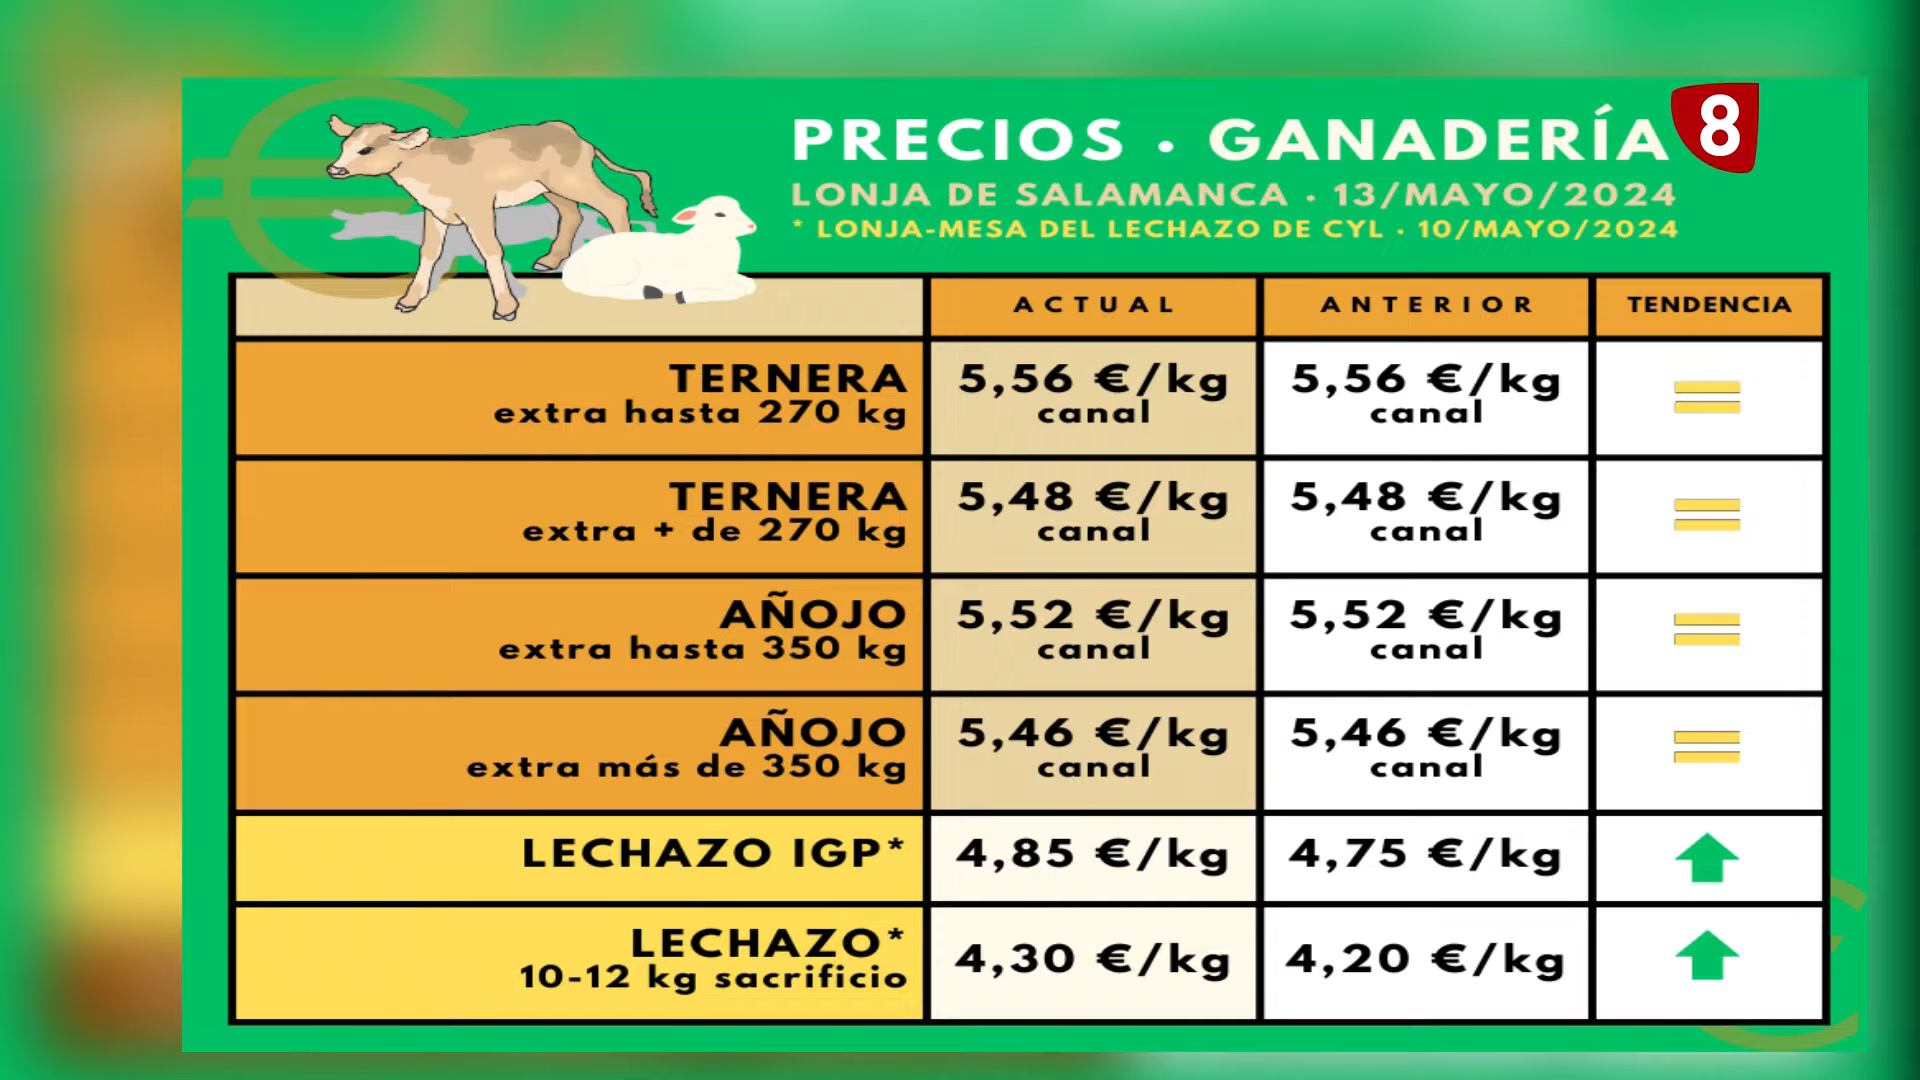 PRECIOS · GANADERÍA
8
LONJA DE SALAMANCA · 13/MAYO/2024
* LONJA-MESA DEL LECHAZO DE CYL · 10/MAYO/2024
ACTUAL ANTERIOR TENDENCIA
TERNERA 5,56 €/kg 5,56 €/kg
extra hasta 270 kg canal canal
TERNERA 5,48 €/kg 5,48 €/kg
extra + de 270 kg canal canal
AÑOJO 5,52 €/kg 5,52 €/kg
extra hasta 350 kg canal canal
AÑOJO 5,46 €/kg 5,46 €/kg
extra más de 350 kg canal canal
LECHAZO IGP* 4,85 €/kg 4,75 €/kg
LECHAZO* 4,30 €/kg 4,20 €/kg
10-12 kg sacrificio